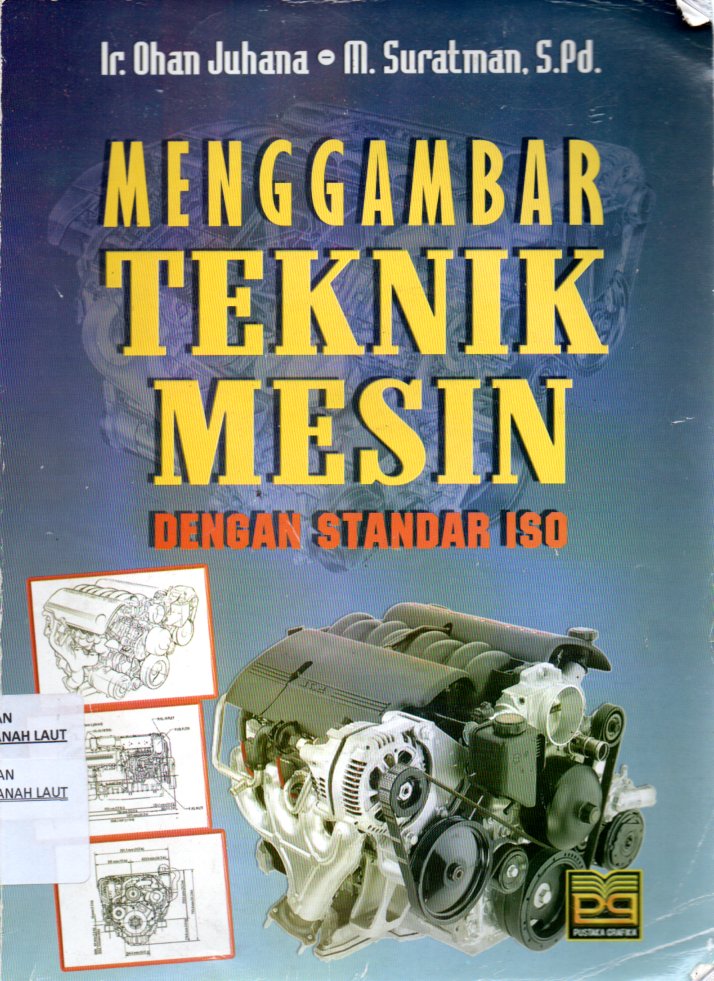 Ir. Ohan Juhana • M. Suratman, S.Pd.
MENGGAMBAR
TEKNIK
MESIN
DENGAN STANDAR ISO
AN
ANAH LAUT
AN
ANAH LAUT
PG
PUSTAKA GRAFIKA